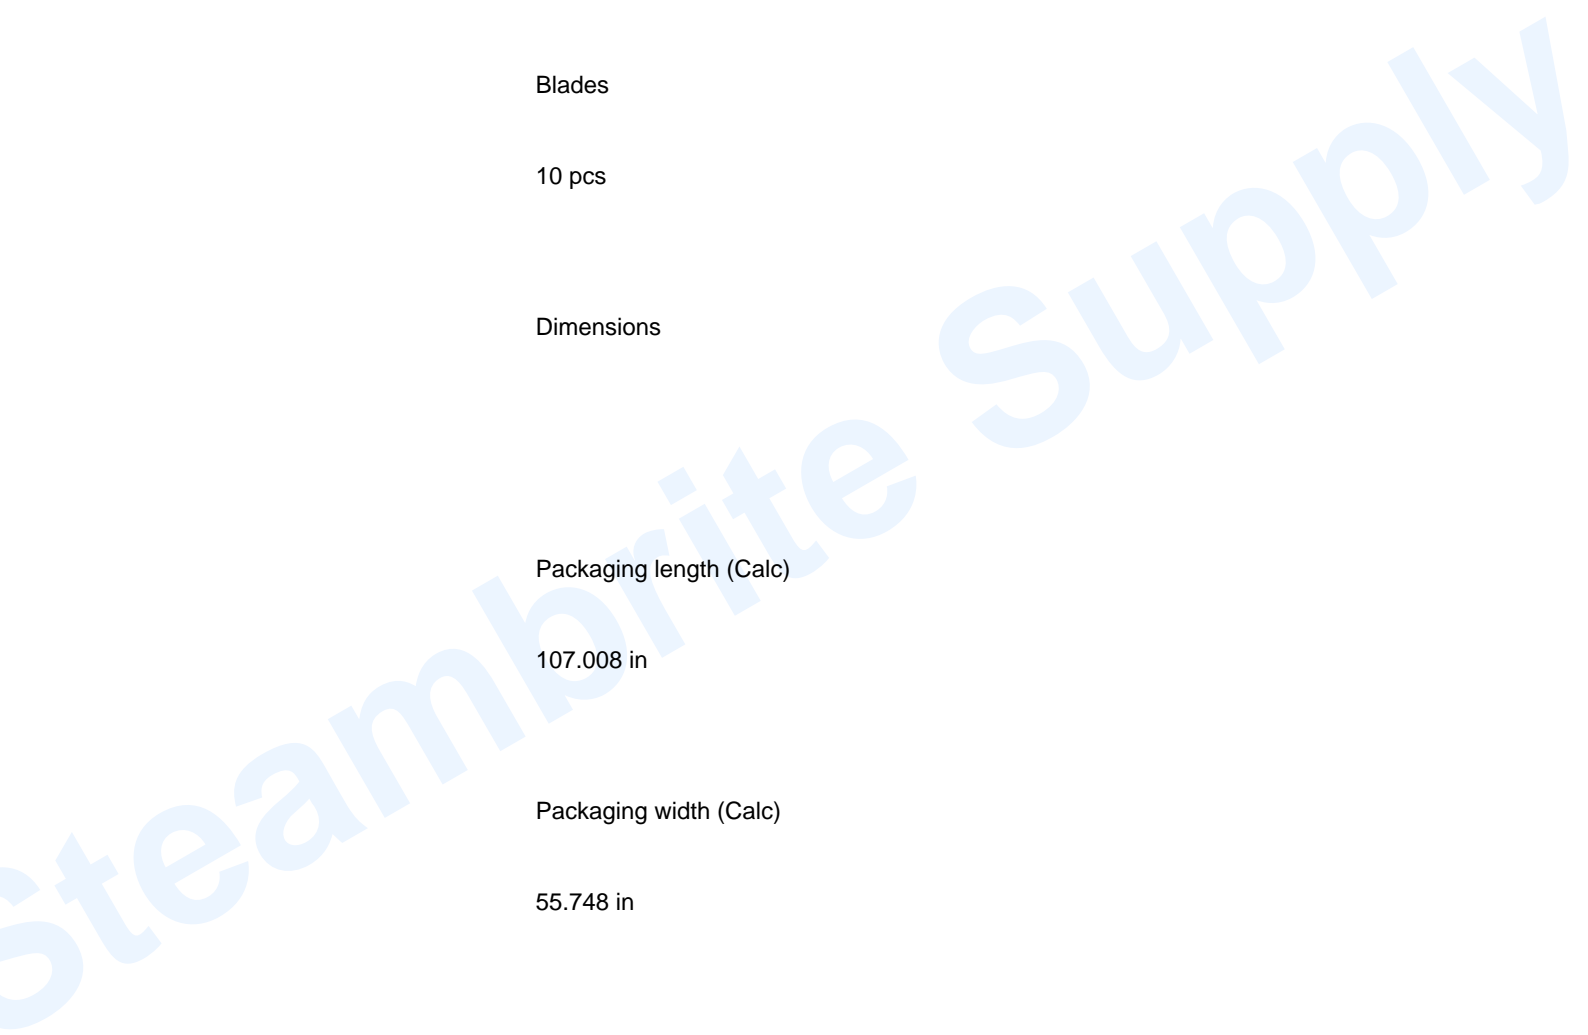 Blades
10 pcs
Dimensions
Packaging length (Calc)
107.008 in
Packaging width (Calc)
55.748 in
Steambrite Supply